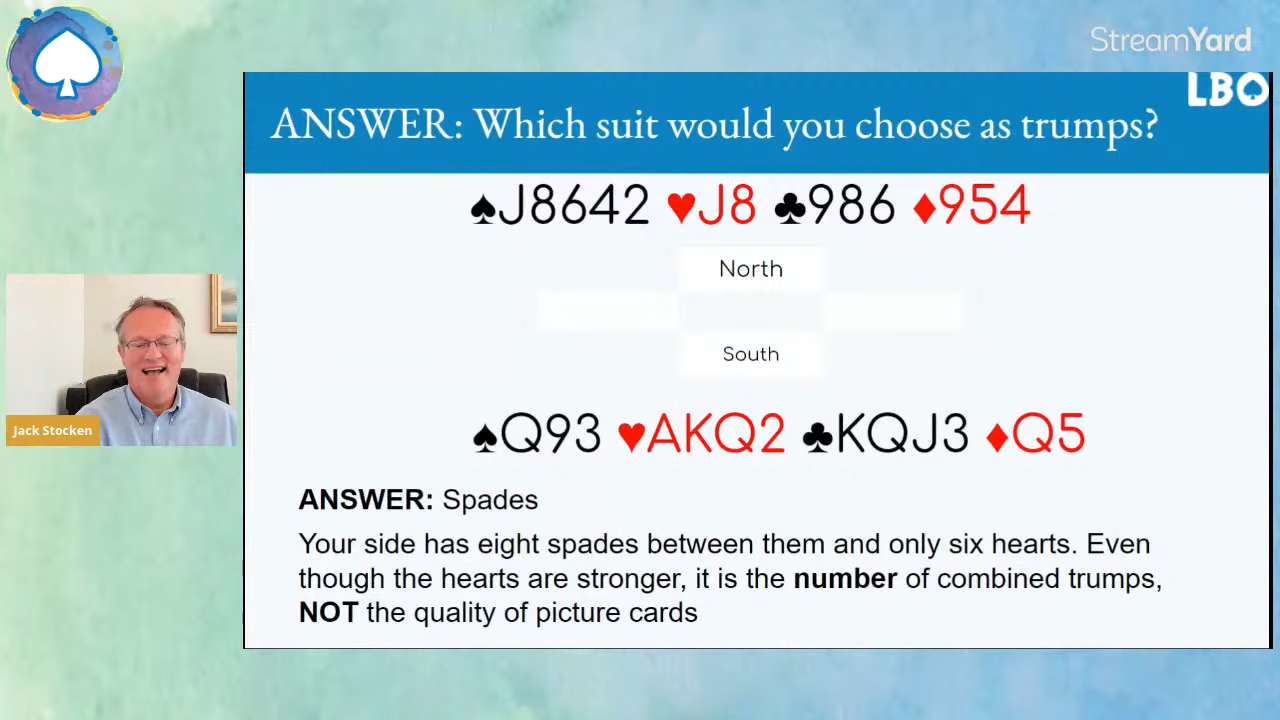 StreamYard
LBO
ANSWER: Which suit would you choose as trumps?
♠J8642 ♥J8 ♣986 ♦954
North
South
♠Q93 ♥AKQ2 ♣KQJ3 ♦Q5
Jack Stocken
ANSWER: Spades
Your side has eight spades between them and only six hearts. Even
though the hearts are stronger, it is the number of combined trumps,
NOT the quality of picture cards